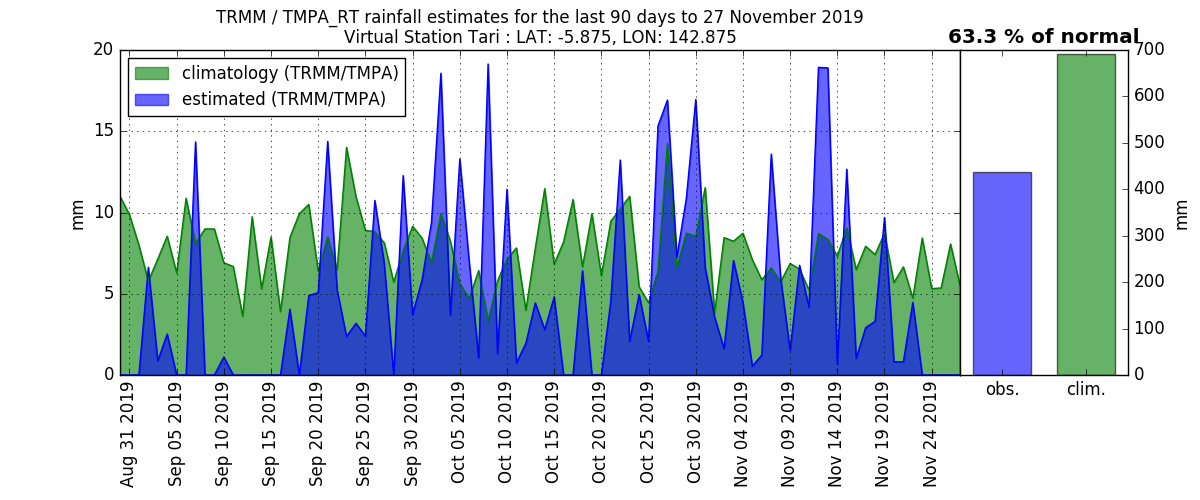 TRMM / TMPA_RT rainfall estimates for the last 90 days to 27 November 2019
Virtual Station Tari : LAT: -5.875, LON: 142.875
63.3 % of normal
climatology (TRMM/TMPA)
estimated (TRMM/TMPA)
mm
20
15
10
5
0
Aug 31 2019
Sep 05 2019
Sep 10 2019
Sep 15 2019
Sep 20 2019
Sep 25 2019
Sep 30 2019
Oct 05 2019
Oct 10 2019
Oct 15 2019
Oct 20 2019
Oct 25 2019
Oct 30 2019
Nov 04 2019
Nov 09 2019
Nov 14 2019
Nov 19 2019
Nov 24 2019
obs.
clim.
700
600
500
400
300
200
100
0
mm